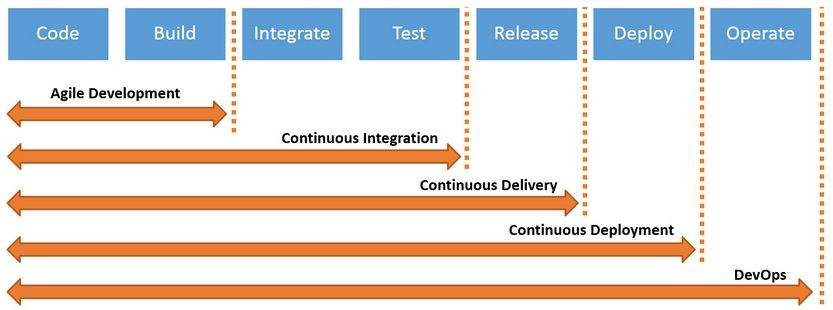 Code Build Integrate Test Release Deploy Operate
Agile Development
Continuous Integration
Continuous Delivery
Continuous Deployment
DevOps